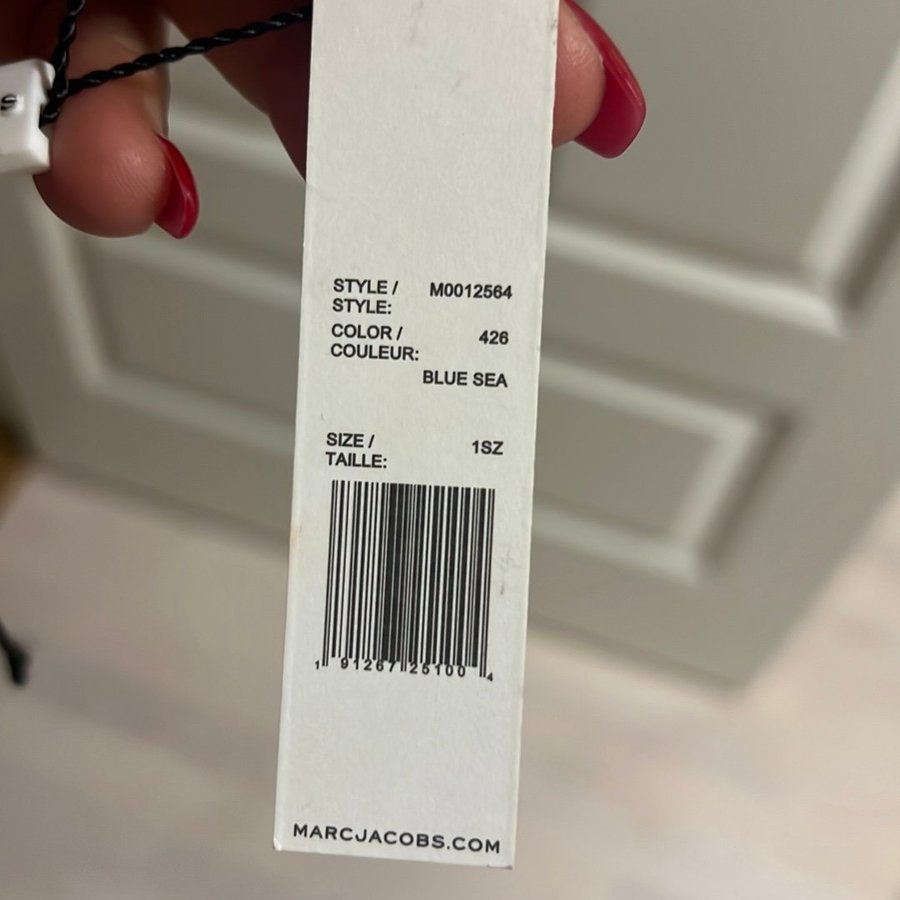 S
STYLE / M0012564
STYLE:
COLOR / 426
COULEUR:
BLUE SEA
SIZE / 1SZ
TAILLE:
1 91267 25100 4
MARCJACOBS.COM